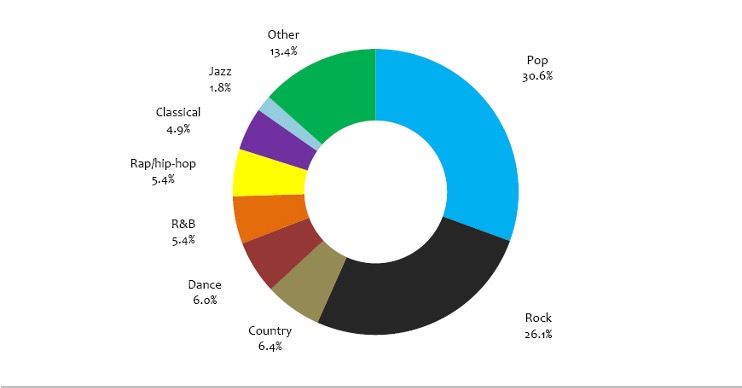 Other
13.4%
Pop
30.6%
Jazz
1.8%
Classical
4.9%
Rap/hip-hop
5.4%
R&B
5.4%
Dance
6.0%
Country
6.4%
Rock
26.1%